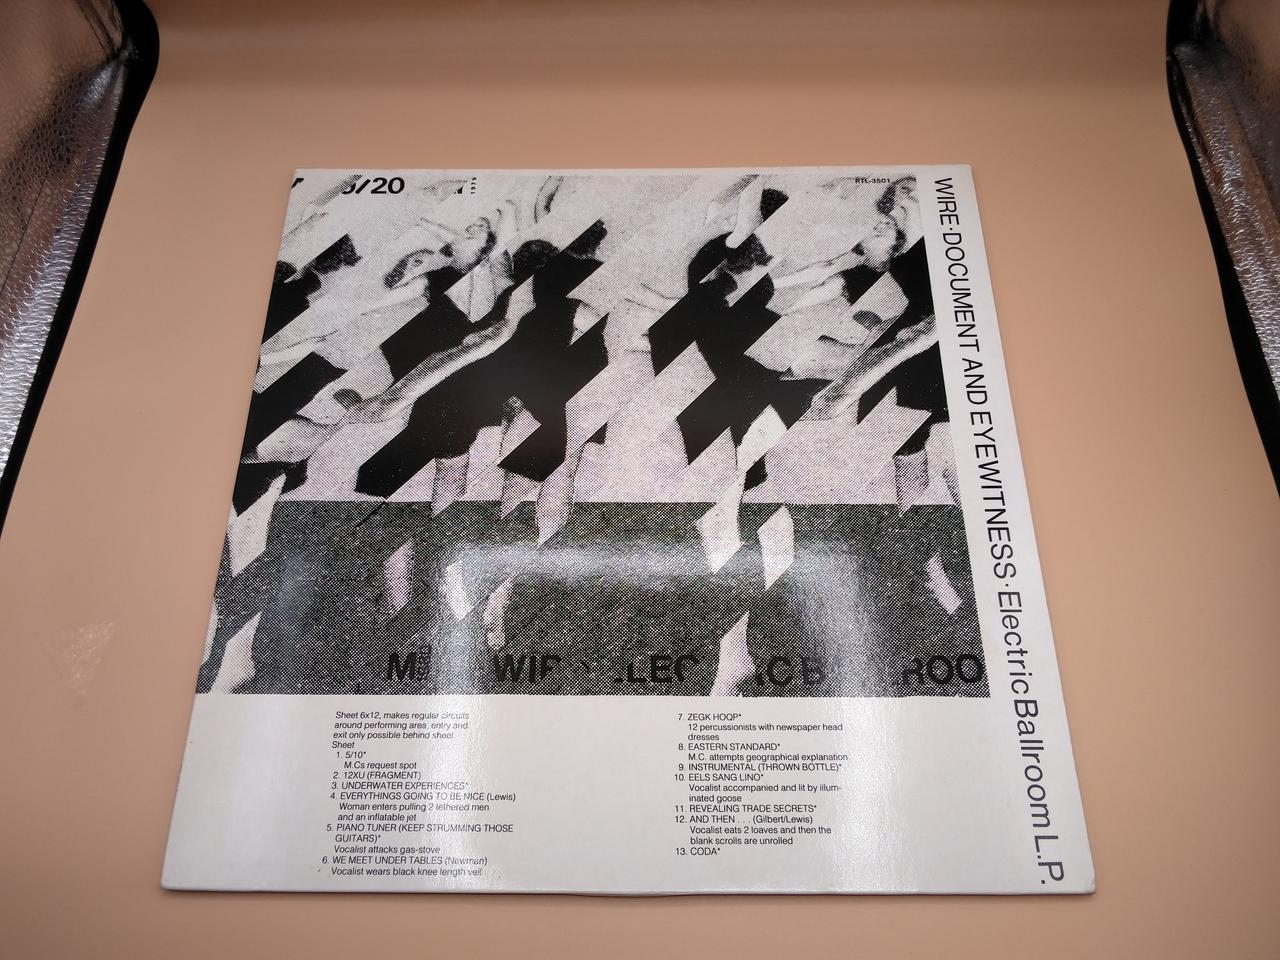 /20
1979
RTL-3501
WIRE·DOCUMENT AND EYEWITNESS·Electric Ballroom L.P.
Sheet 6x12, makes regular circuits
around performing area, entry and
exit only possible behind sheet.
Sheet
1. 5/10*
M.Cs request spot
2. 12XU (FRAGMENT)
3. UNDERWATER EXPERIENCES*
4. EVERYTHINGS GOING TO BE NICE (Lewis)
Woman enters pulling 2 tethered men
and an inflatable jet
5. PIANO TUNER (KEEP STRUMMING THOSE
GUITARS)*
Vocalist attacks gas-stove
6. WE MEET UNDER TABLES (Newman)
Vocalist wears black knee length veil
7. ZEGK HOQP*
12 percussionists with newspaper head
dresses
8. EASTERN STANDARD*
M.C. attempts geographical explanation
9. INSTRUMENTAL (THROWN BOTTLE)*
10. EELS SANG LINO*
Vocalist accompanied and lit by illum-
inated goose
11. REVEALING TRADE SECRETS*
12. AND THEN . . . (Gilbert/Lewis)
Vocalist eats 2 loaves and then the
blank scrolls are unrolled
13. CODA*